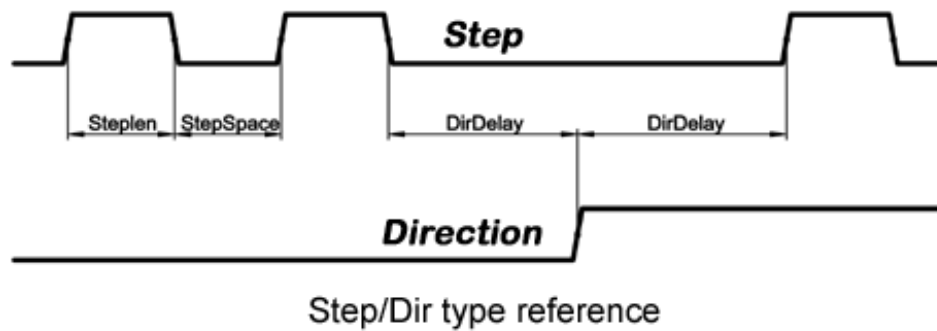 Step
Steplen StepSpace DirDelay DirDelay
Direction
Step/Dir type reference